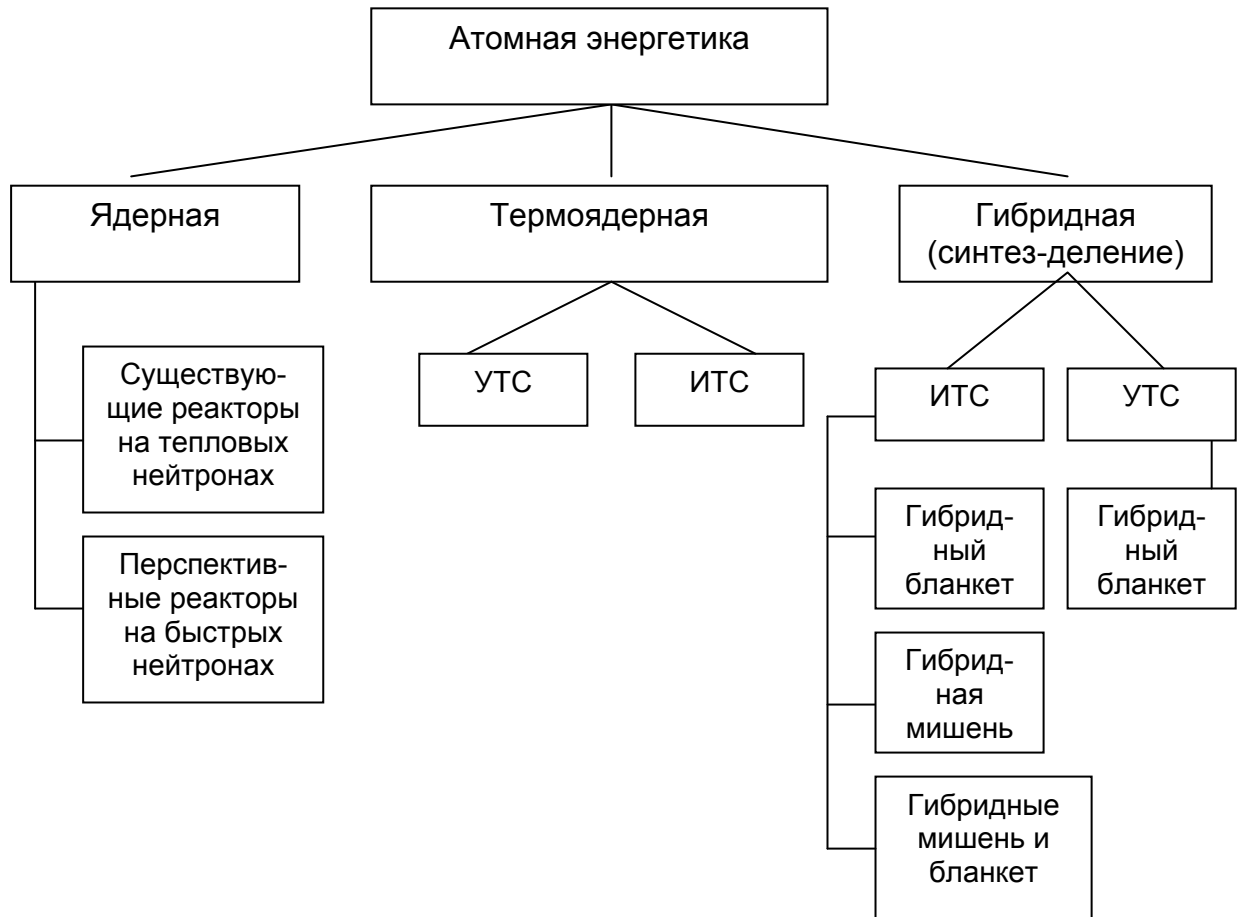 Атомная энергетика
Ядерная
Термоядерная
Гибридная
(синтез-деление)
Существую-
щие реакторы
на тепловых
нейтронах
Перспектив-
ные реакторы
на быстрых
нейтронах
УТС
ИТС
ИТС
УТС
Гибрид-
ный
бланкет
Гибрид-
ный
бланкет
Гибрид-
ная
мишень
Гибридные
мишень и
бланкет